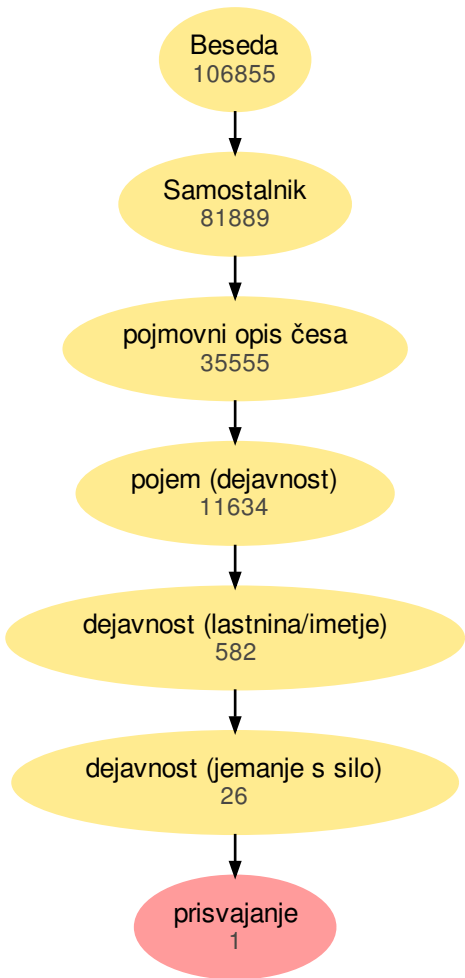 Beseda
106855
Samostalnik
81889
pojmovni opis česa
35555
pojem (dejavnost)
11634
dejavnost (lastnina/imetje)
582
dejavnost (jemanje s silo)
26
prisvajanje
1